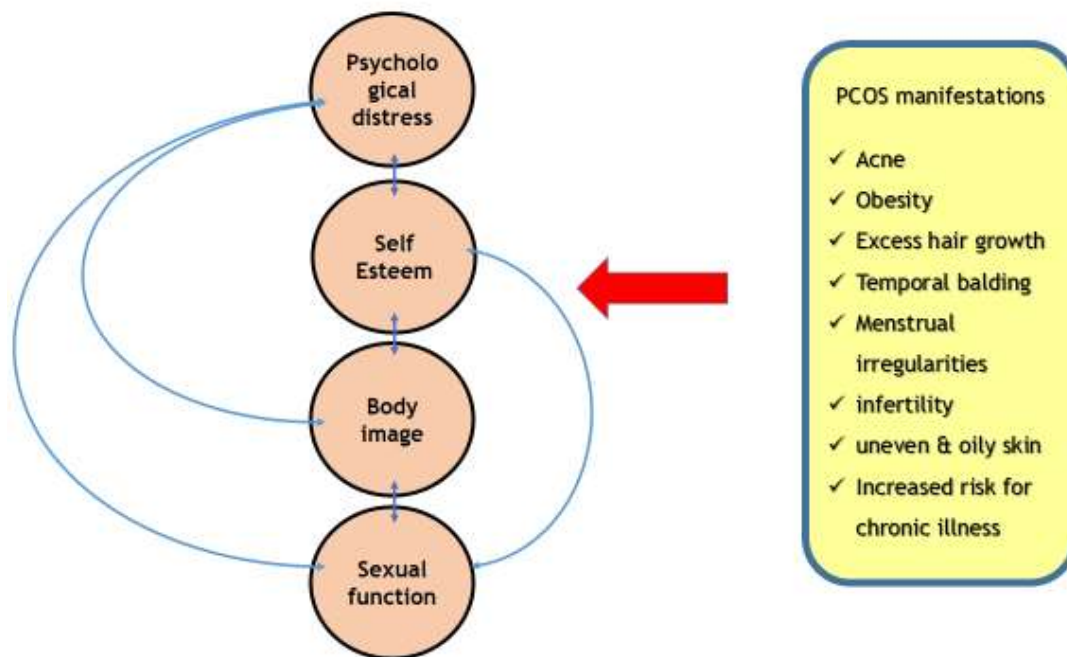 Psycholo
gical
distress
Self
Esteem
Body
image
Sexual
function
PCOS manifestations
✓ Acne
✓ Obesity
✓ Excess hair growth
✓ Temporal balding
✓ Menstrual
irregularities
✓ infertility
✓ uneven & oily skin
✓ Increased risk for
chronic illness